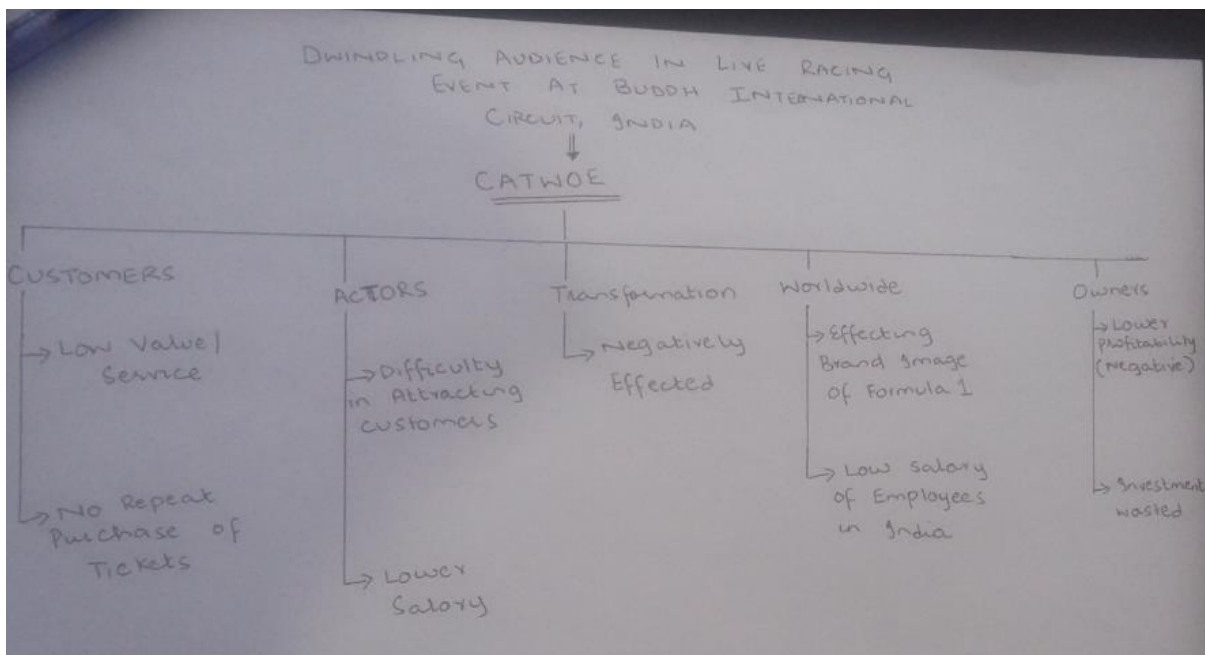 DWINDLING AUDIENCE IN LIVE RACING
EVENT AT BUDDH INTERNATIONAL
CIRCUIT, INDIA
CATWOE
CUSTOMERS
→ Low Value
Service
→ No Repeat
Purchase of
Tickets
ACTORS
→ Difficulty
in Attracting
customers
→ Lower
Salary
Transformation
→ Negatively
Effected
Worldwide
→ Effecting
Brand Image
of Formula 1
→ Low Salary
of Employees
in India
Owners
→ Lower
profitability
(Negative)
→ Investment
wasted